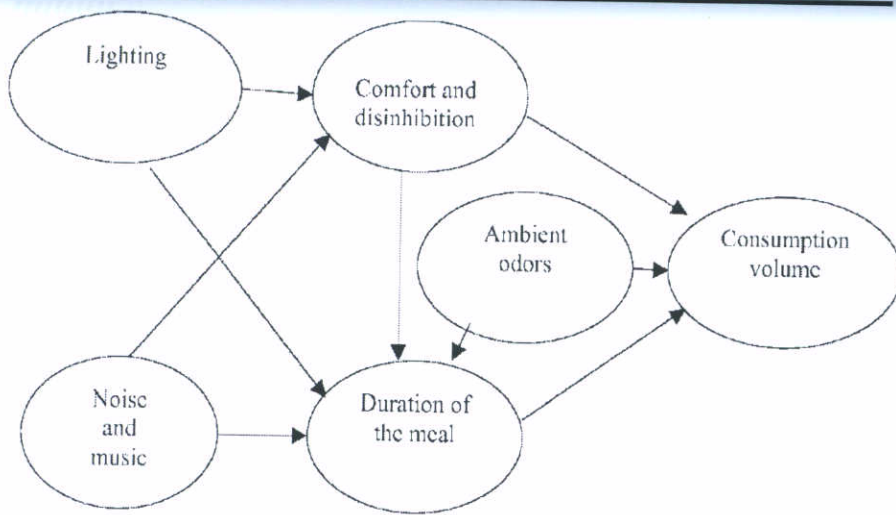 Lighting
Comfort and
disinhibition
Ambient
odors
Consumption
volume
Noise
and
music
Duration of
the meal